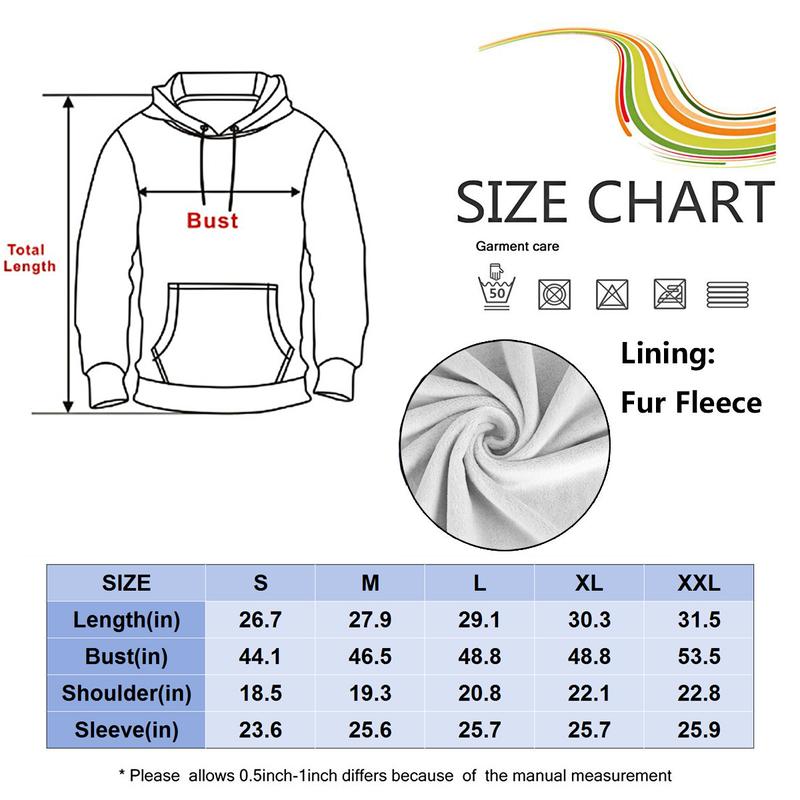 SIZE CHART
Garment care
50
Total
Length
Bust
Lining:
Fur Fleece
SIZE S M L XL XXL
Length(in) 26.7 27.9 29.1 30.3 31.5
Bust(in) 44.1 46.5 48.8 48.8 53.5
Shoulder(in) 18.5 19.3 20.8 22.1 22.8
Sleeve(in) 23.6 25.6 25.7 25.7 25.9
* Please allows 0.5inch-1inch differs because of the manual measurement